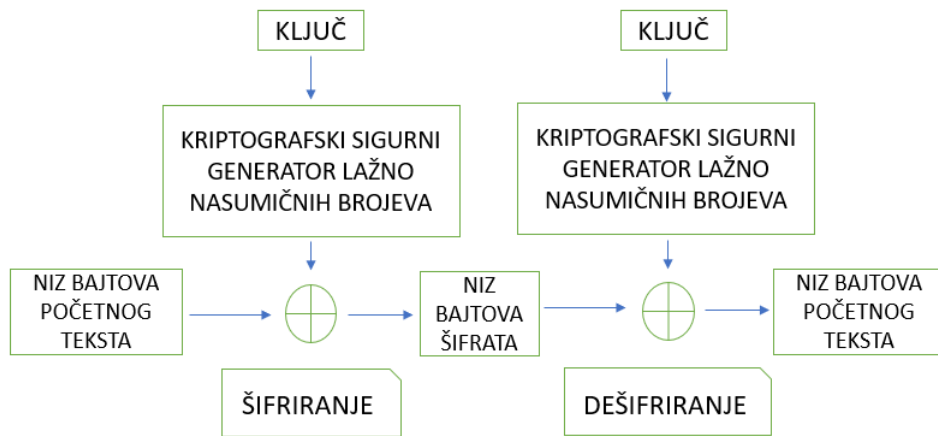 KLJUČ
KLJUČ
KRIPTOGRAFSKI SIGURNI
GENERATOR LAŽNO
NASUMIČNIH BROJEVA
KRIPTOGRAFSKI SIGURNI
GENERATOR LAŽNO
NASUMIČNIH BROJEVA
NIZ BAJTOVA
POČETNOG
TEKSTA
NIZ
BAJTOVA
ŠIFRATA
NIZ BAJTOVA
POČETNOG
TEKSTA
ŠIFRIRANJE
DEŠIFRIRANJE